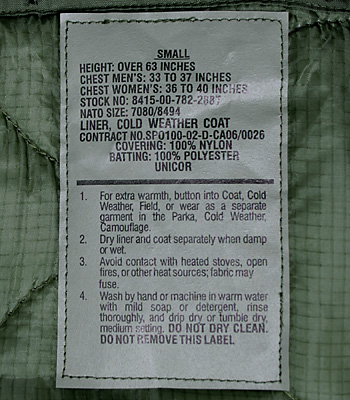 SMALL
HEIGHT: OVER 63 INCHES
CHEST MEN'S: 33 TO 37 INCHES
CHEST WOMEN'S: 36 TO 40 INCHES
STOCK NO: 8415-00-782-2887
NATO SIZE: 7080/8494
LINER, COLD WEATHER COAT
CONTRACT NO.SPO100-02-D-CA06/0026
COVERING: 100% NYLON
BATTING: 100% POLYESTER
UNICOR
1. For extra warmth, button into Coat, Cold
Weather, Field, or wear as a separate
garment in the Parka, Cold Weather,
Camouflage.
2. Dry liner and coat separately when damp
or wet.
3. Avoid contact with heated stoves, open
fires, or other heat sources; fabric may
fuse.
4. Wash by hand or machine in warm water
with mild soap or detergent, rinse
thoroughly, and drip dry or tumble dry,
medium setting. DO NOT DRY CLEAN.
DO NOT REMOVE THIS LABEL